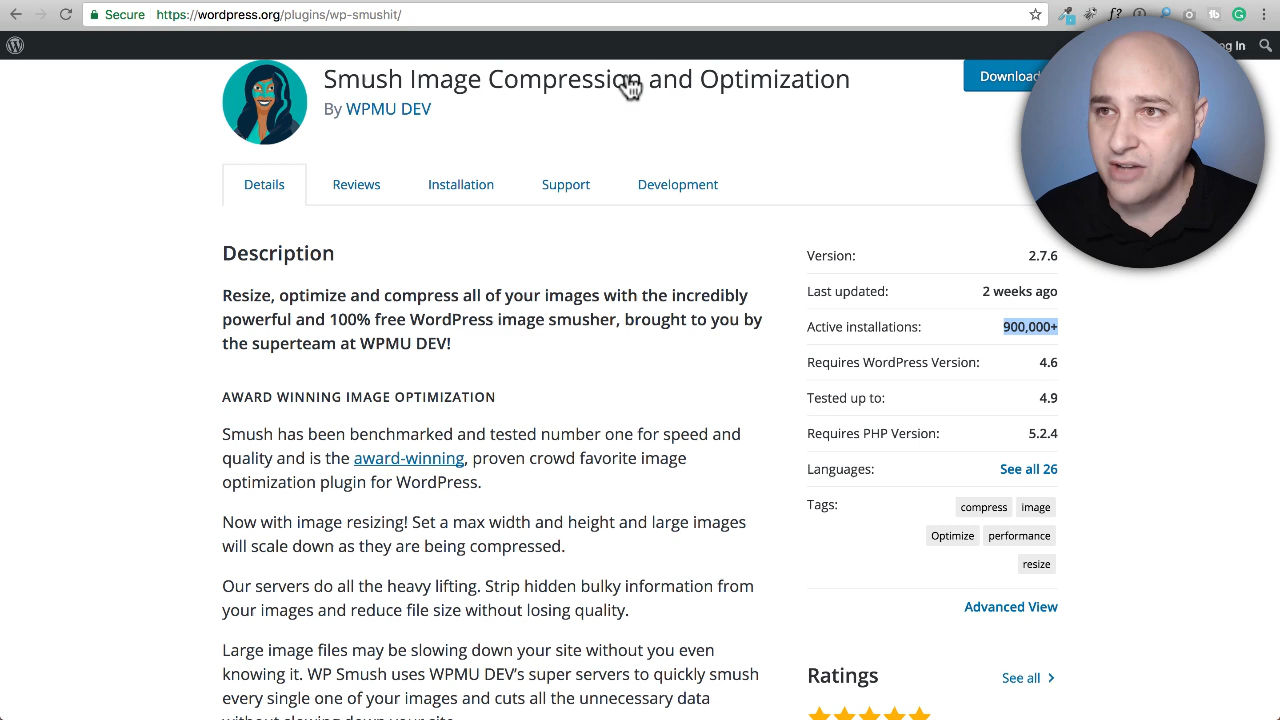 Secure https://wordpress.org/plugins/wp-smushit/
Smush Image Compression and Optimization
By WPMU DEV
Download
Log In
Details
Reviews
Installation
Support
Development
Description
Resize, optimize and compress all of your images with the incredibly
powerful and 100% free WordPress image smusher, brought to you by
the superteam at WPMU DEV!
AWARD WINNING IMAGE OPTIMIZATION
Smush has been benchmarked and tested number one for speed and
quality and is the award-winning, proven crowd favorite image
optimization plugin for WordPress.
Now with image resizing! Set a max width and height and large images
will scale down as they are being compressed.
Our servers do all the heavy lifting. Strip hidden bulky information from
your images and reduce file size without losing quality.
Large image files may be slowing down your site without you even
knowing it. WP Smush uses WPMU DEV's super servers to quickly smush
every single one of your images and cuts all the unnecessary data
without slowing down your site.
Version: 2.7.6
Last updated: 2 weeks ago
Active installations: 900,000+
Requires WordPress Version: 4.6
Tested up to: 4.9
Requires PHP Version: 5.2.4
Languages: See all 26
Tags: compress image
Optimize performance
resize
Advanced View
Ratings See all